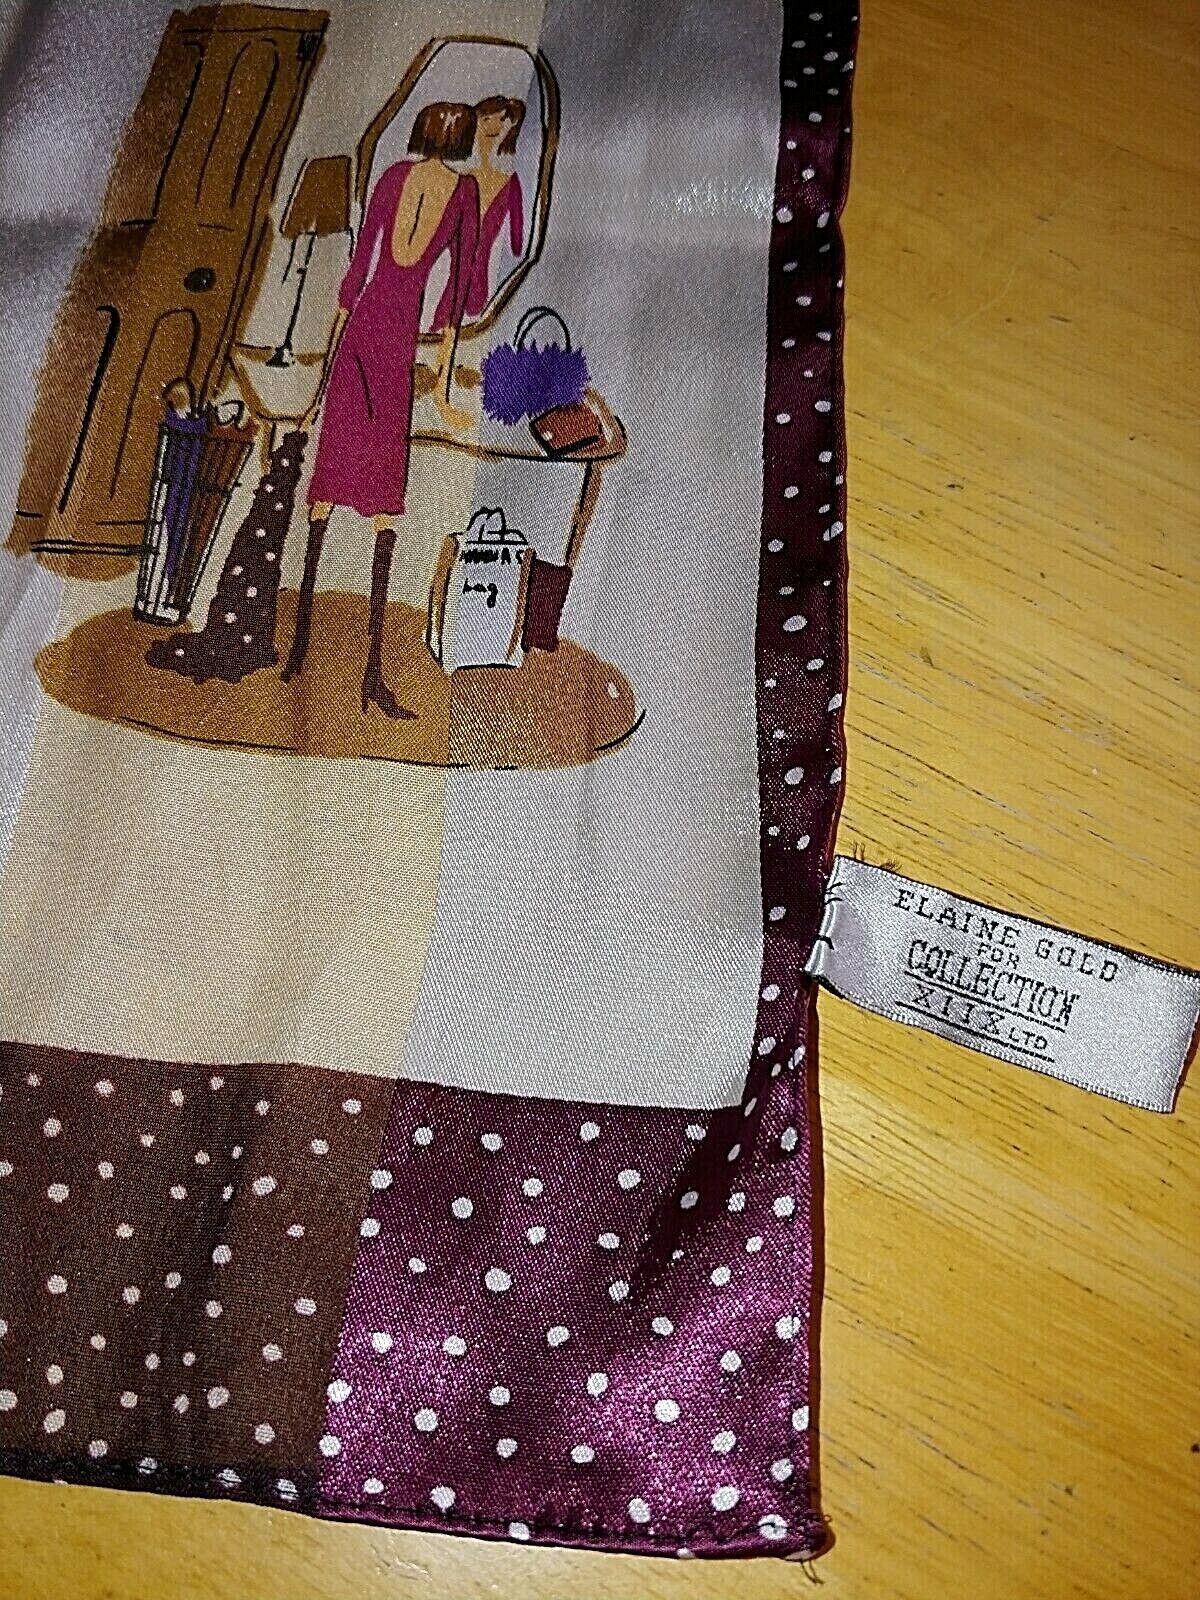 bag
ELAINE GOLD
FOR
COLLECTION
XIIX LTD